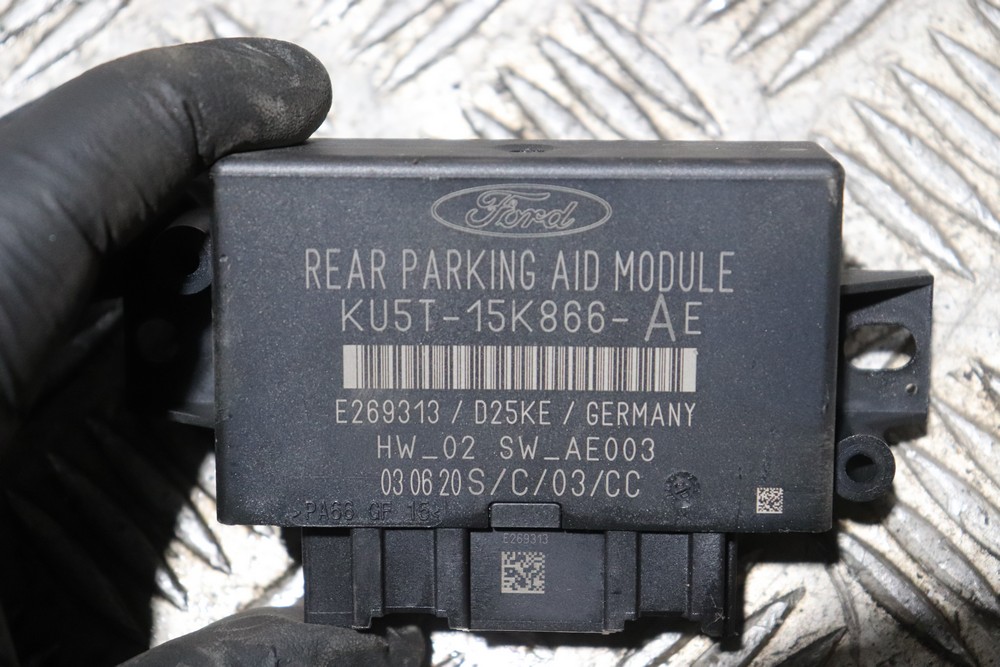 Ford
REAR PARKING AID MODULE
KU5T-15K866-AE
E269313 / D25KE / GERMANY
HW_02 SW_AE003
03 06 20 S/C/03/CC
>PA66 GF 15<
E269313